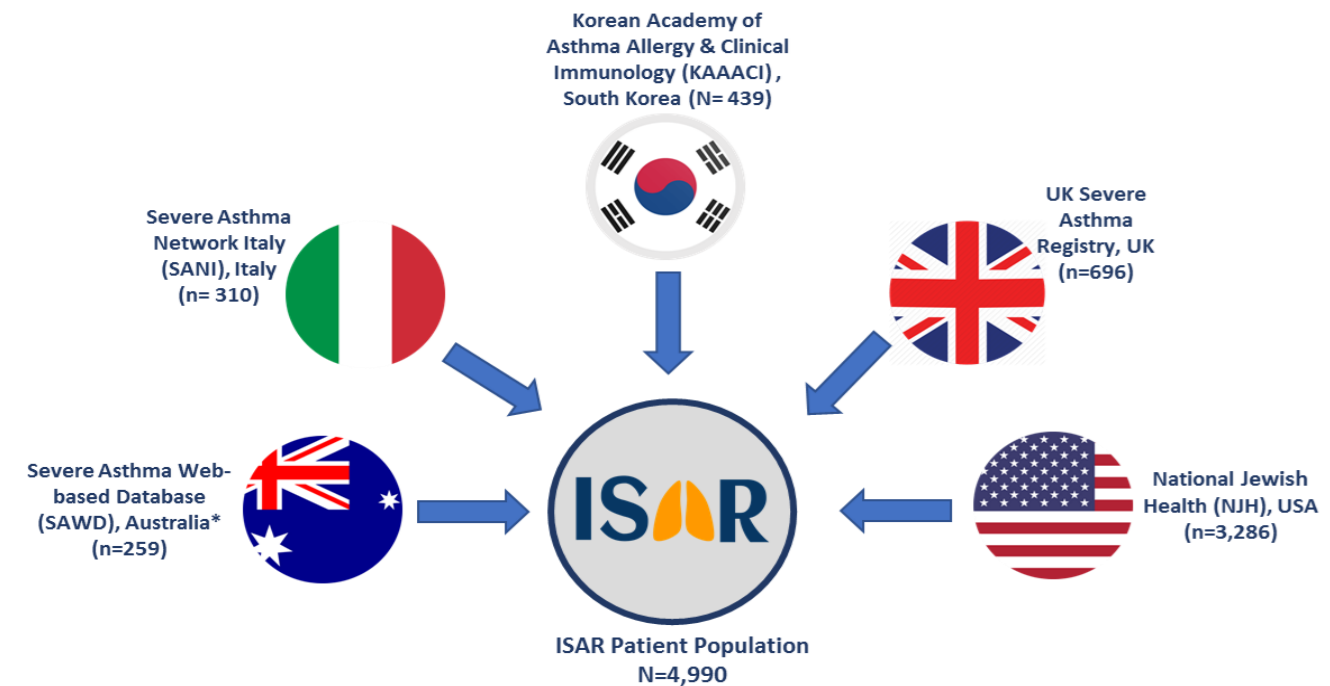 Korean Academy of
Asthma Allergy & Clinical
Immunology (KAAACI) ,
South Korea (N= 439)
Severe Asthma
Network Italy
(SANI), Italy
(n= 310)
UK Severe
Asthma
Registry, UK
(n=696)
Severe Asthma Web-
based Database
(SAWD), Australia*
(n=259)
National Jewish
Health (NJH), USA
(n=3,286)
ISAR
ISAR Patient Population
N=4,990